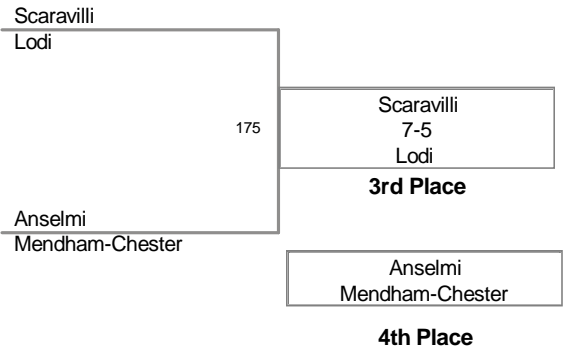 Scaravilli
Lodi
175
Scaravilli
7-5
Lodi
3rd Place
Anselmi
Mendham-Chester
Anselmi
Mendham-Chester
4th Place